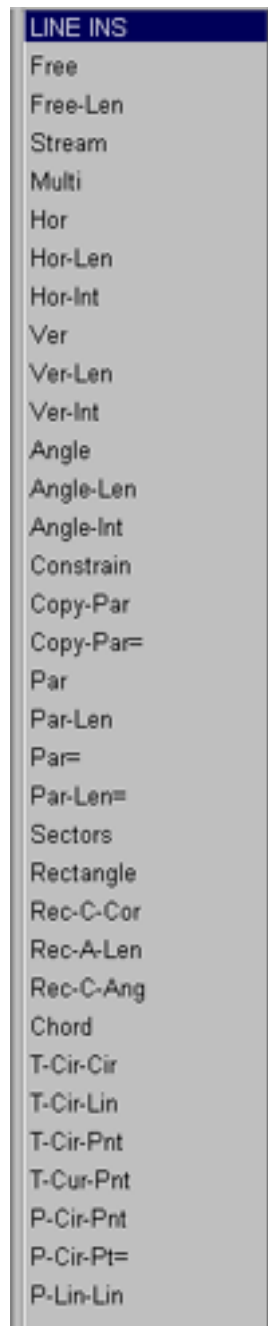 LINE INS
Free
Free-Len
Stream
Multi
Hor
Hor-Len
Hor-Int
Ver
Ver-Len
Ver-Int
Angle
Angle-Len
Angle-Int
Constrain
Copy-Par
Copy-Par=
Par
Par-Len
Par=
Par-Len=
Sectors
Rectangle
Rec-C-Cor
Rec-A-Len
Rec-C-Ang
Chord
T-Cir-Cir
T-Cir-Lin
T-Cir-Pnt
T-Cur-Pnt
P-Cir-Pnt
P-Cir-Pt=
P-Lin-Lin